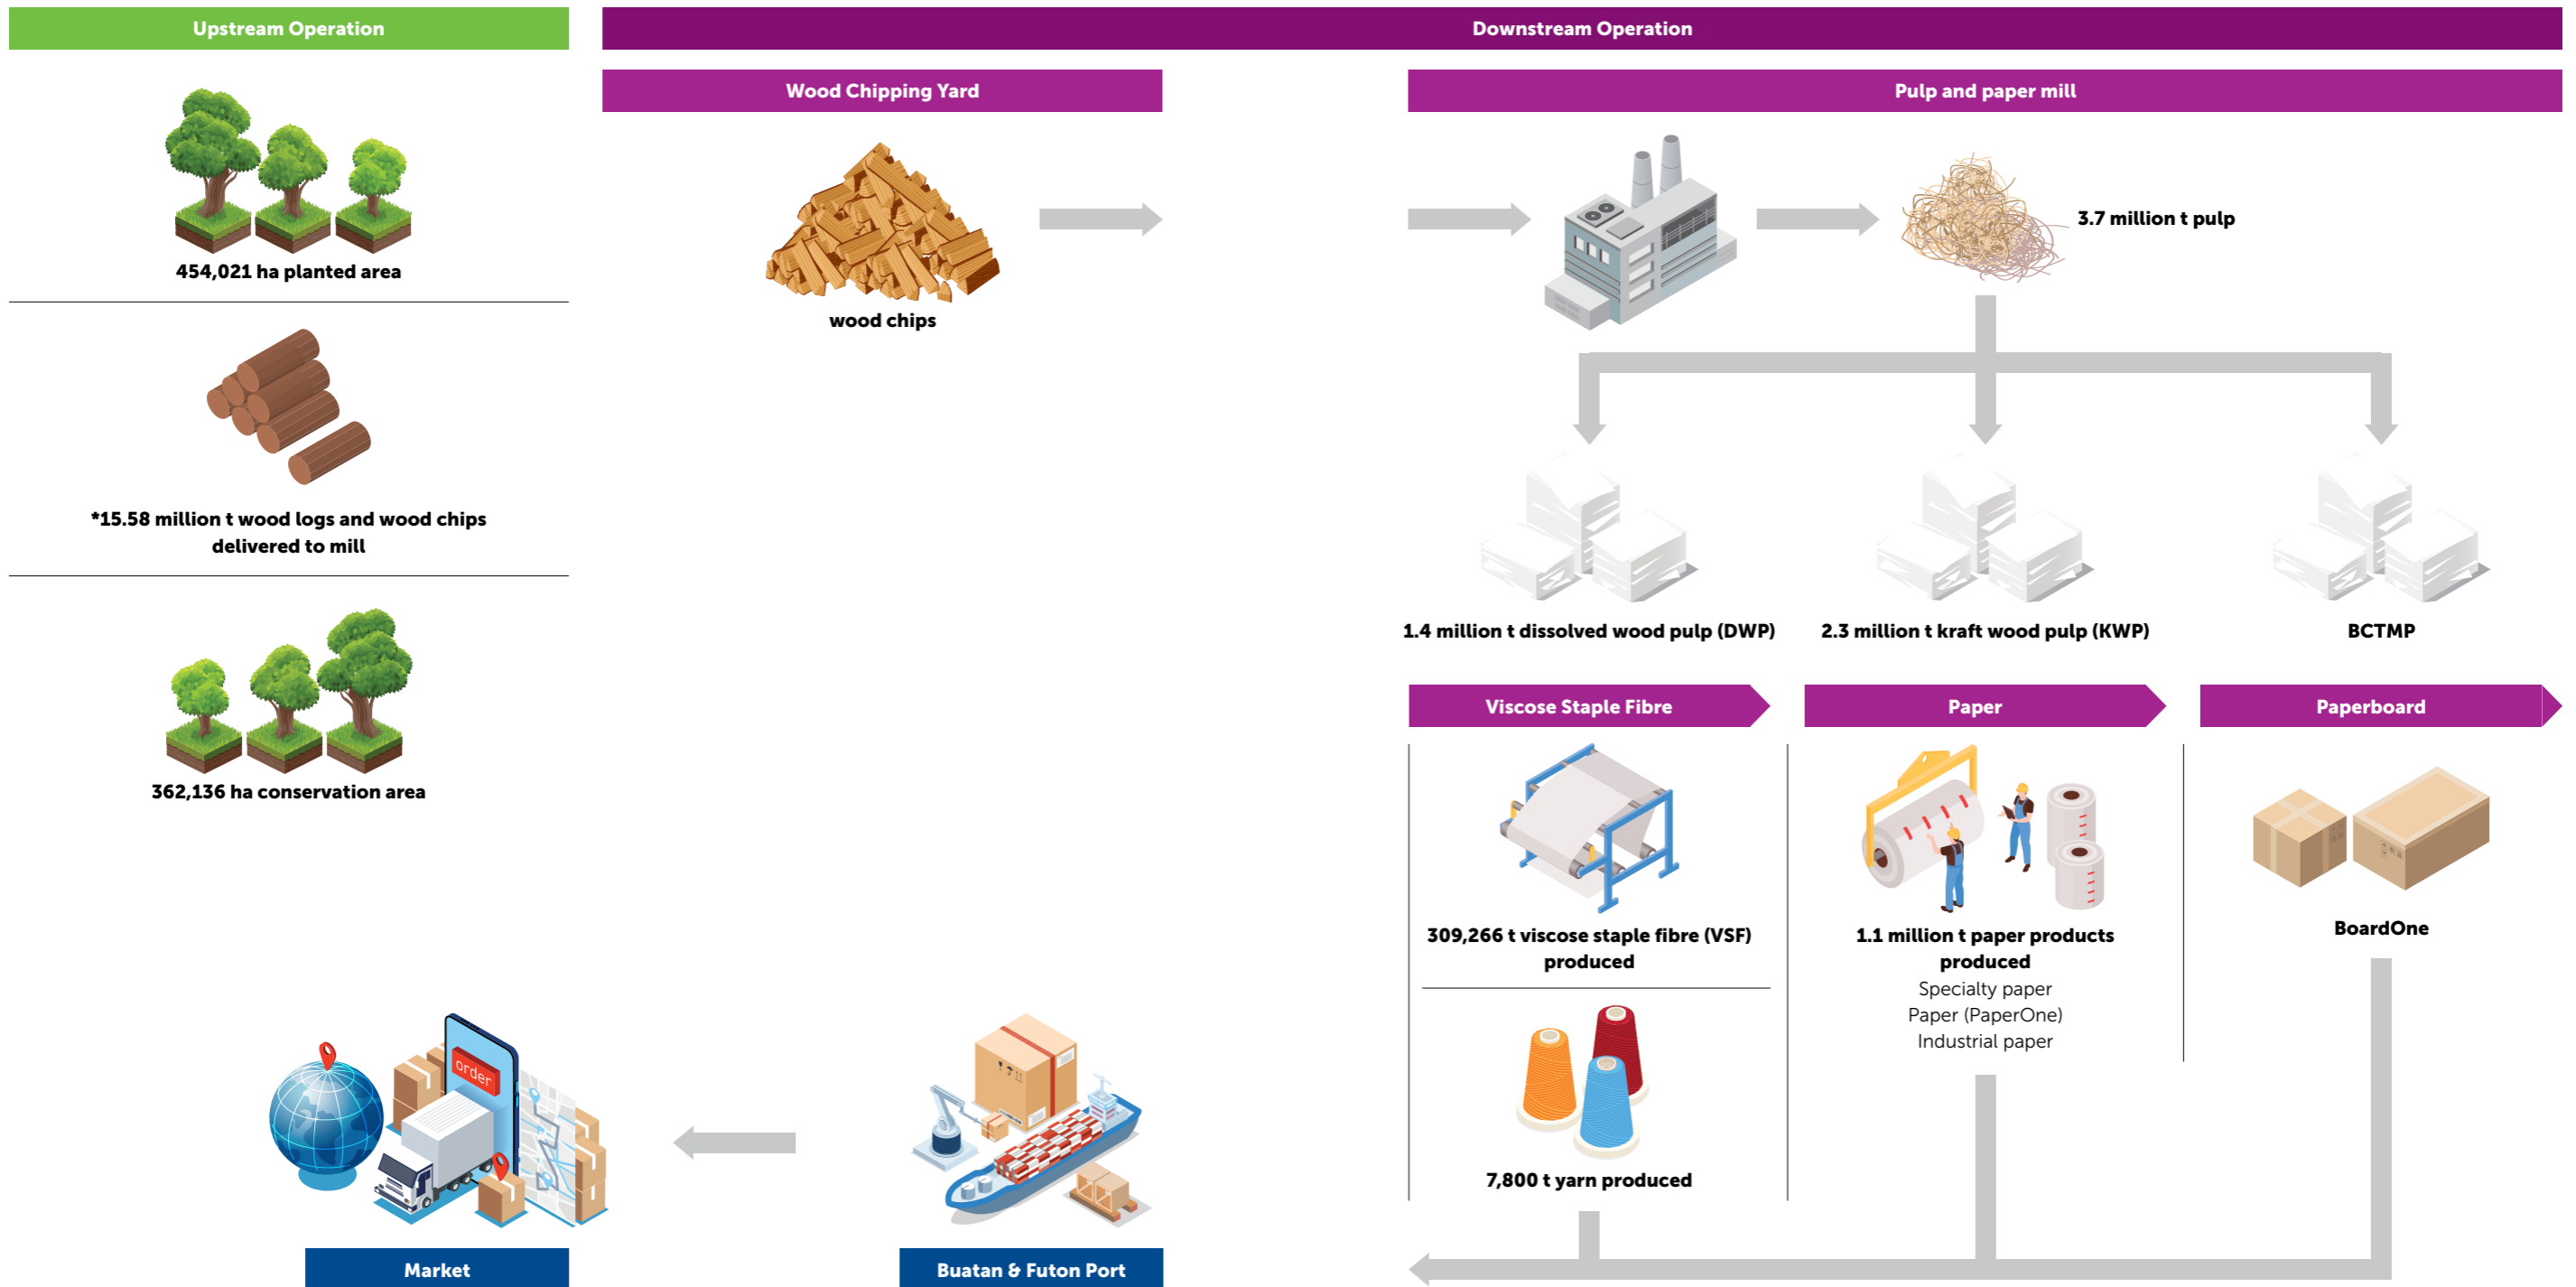 Upstream Operation
Downstream Operation
Wood Chipping Yard
Pulp and paper mill
454,021 ha planted area
wood chips
3.7 million t pulp
*15.58 million t wood logs and wood chips
delivered to mill
362,136 ha conservation area
1.4 million t dissolved wood pulp (DWP)
2.3 million t kraft wood pulp (KWP)
BCTMP
Viscose Staple Fibre
Paper
Paperboard
309,266 t viscose staple fibre (VSF)
produced
7,800 t yarn produced
1.1 million t paper products
produced
Specialty paper
Paper (PaperOne)
Industrial paper
BoardOne
order
Market
Buatan & Futon Port